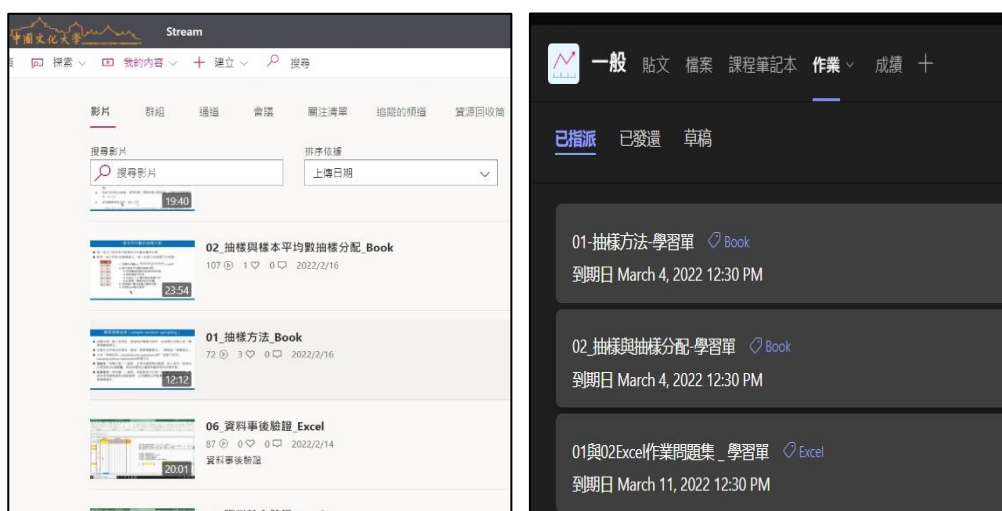 中國文化大學
Stream
探索
我的內容
建立
搜尋
影片 群組 通道 會議 關注清單 追蹤的頻道 資源回收筒
搜尋影片 排序依據
搜尋影片 上傳日期
19:40
02_抽樣與樣本平均數抽樣分配_Book
107 1 0 2022/2/16
23:54
01_抽樣方法_Book
72 3 0 2022/2/16
12:12
06_資料事後驗證_Excel
87 0 0 2022/2/14
資料事後驗證
20:01
一般 貼文 檔案 課程筆記本 作業 成績
已指派 已發還 草稿
01-抽樣方法-學習單 Book
到期日 March 4, 2022 12:30 PM
02_抽樣與抽樣分配-學習單 Book
到期日 March 4, 2022 12:30 PM
01與02Excel作業問題集 _ 學習單 Excel
到期日 March 11, 2022 12:30 PM